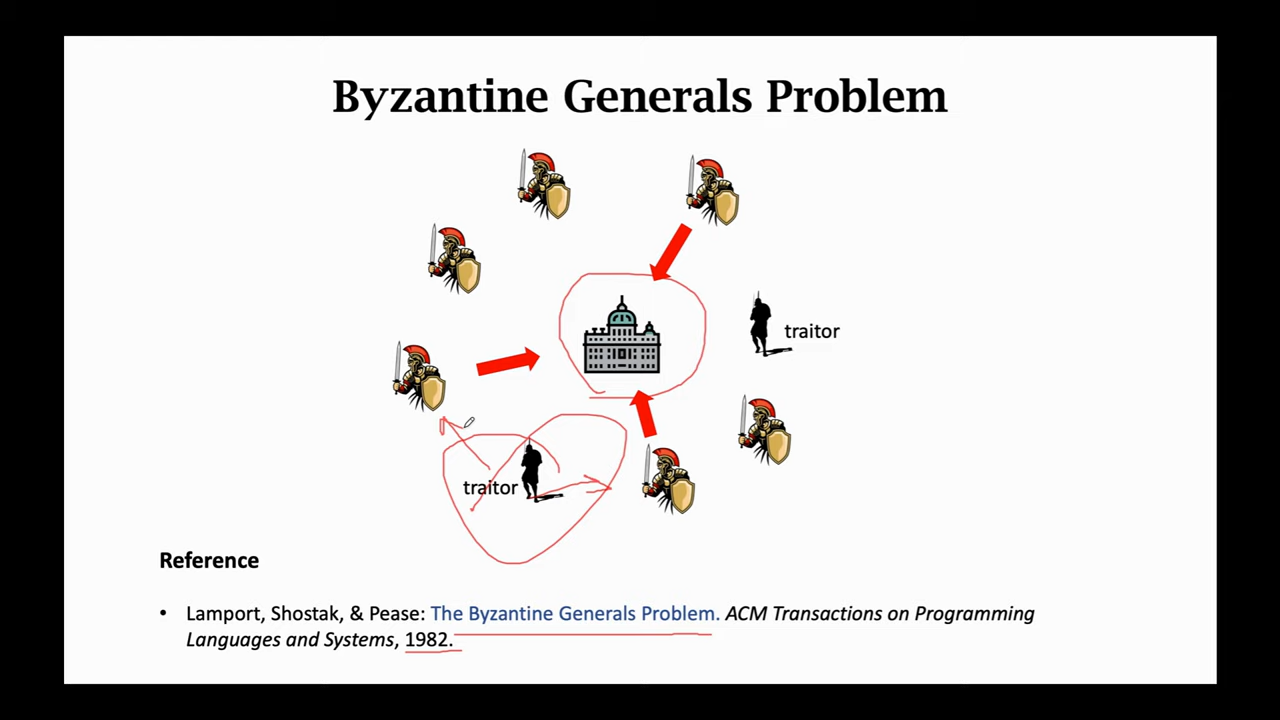 Byzantine Generals Problem
traitor
traitor
Reference
• Lamport, Shostak, & Pease: The Byzantine Generals Problem. ACM Transactions on Programming
Languages and Systems, 1982.